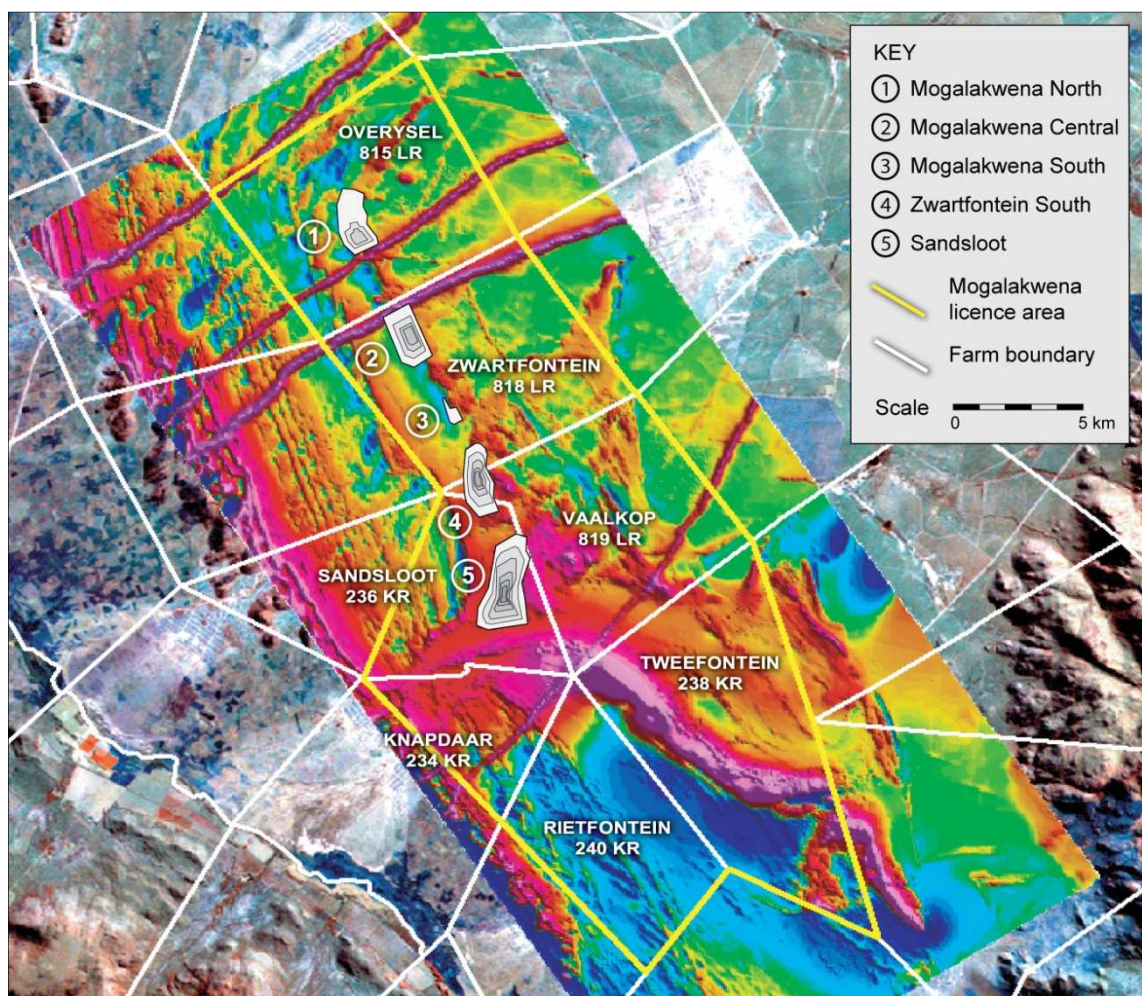 KEY
1 Mogalakwena North
2 Mogalakwena Central
3 Mogalakwena South
4 Zwartfontein South
5 Sandsloot
Mogalakwena
licence area
Farm boundary
Scale
0 5 km
OVERYSEL
815 LR
1
2
ZWARTFONTEIN
818 LR
3
4
VAALKOP
819 LR
SANDSLOOT
236 KR
5
TWEEFONTEIN
238 KR
KNAPDAAR
234 KR
RIETFONTEIN
240 KR